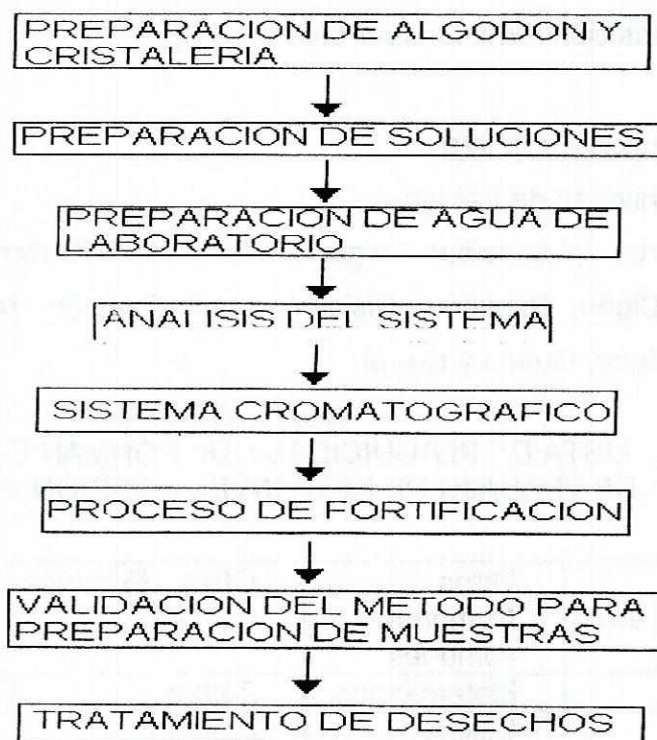 PREPARACION DE ALGODON Y
CRISTALERIA
PREPARACION DE SOLUCIONES
PREPARACION DE AGUA DE
LABORATORIO
ANALISIS DEL SISTEMA
SISTEMA CROMATOGRAFICO
PROCESO DE FORTIFICACION
VALIDACION DEL METODO PARA
PREPARACION DE MUESTRAS
TRATAMIENTO DE DESECHOS